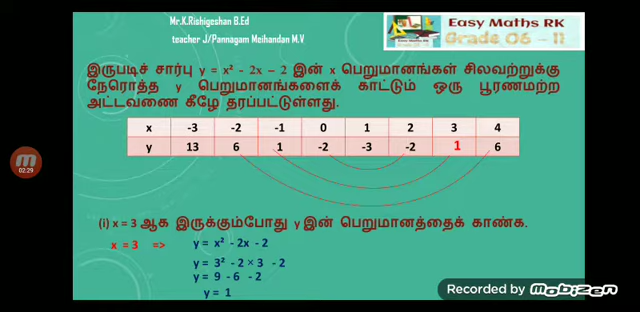 Mr.K.Rishigeshan B.Ed
teacher J/Pannagam Meihandan M.V
Easy Maths RK
Grade 06 - 11
இருபடிச் சார்பு y = x² - 2x – 2 இன் x பெறுமானங்கள் சிலவற்றுக்கு
நேரொத்த y பெறுமானங்களைக் காட்டும் ஒரு பூரணமற்ற
அட்டவணை கீழே தரப்பட்டுள்ளது.
x -3 -2 -1 0 1 2 3 4
y 13 6 1 -2 -3 -2 1 6
02:29
(i) x = 3 ஆக இருக்கும்போது y இன் பெறுமானத்தைக் காண்க.
x = 3 => y = x² - 2x - 2
y = 3² - 2 × 3 - 2
y = 9 - 6 - 2
y = 1
Recorded by
Mobizen